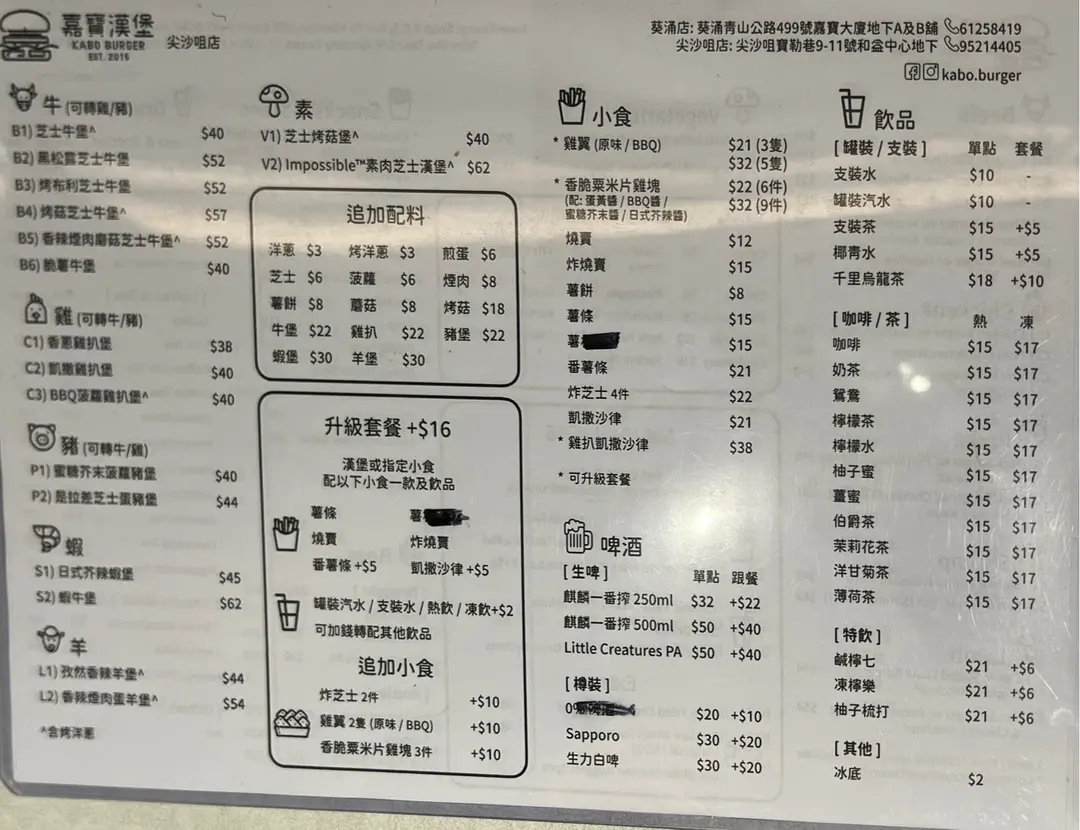 嘉寶漢堡
KABO BURGER
EST. 2015
尖沙咀店
葵涌店: 葵涌青山公路499號嘉寶大廈地下A及B舖 61258419
尖沙咀店: 尖沙咀寶勒巷9-11號和益中心地下 95214405
kabo.burger
牛 (可轉雞/豬)
B1) 芝士牛堡^ $40
B2) 黑松露芝士牛堡 $52
B3) 烤布利芝士牛堡 $52
B4) 烤菇芝士牛堡^ $57
B5) 香辣煙肉磨菇芝士牛堡^ $52
B6) 脆薯牛堡 $40
雞 (可轉牛/豬)
C1) 香蔥雞扒堡 $38
C2) 凱撒雞扒堡 $40
C3) BBQ菠蘿雞扒堡^ $40
豬 (可轉牛/雞)
P1) 蜜糖芥末菠蘿豬堡 $40
P2) 是拉差芝士蛋豬堡 $44
蝦
S1) 日式芥辣蝦堡 $45
S2) 蝦牛堡 $62
羊
L1) 孜然香辣羊堡^ $44
L2) 香辣煙肉蛋羊堡^ $54
^含烤洋蔥
素
V1) 芝士烤菇堡^ $40
V2) Impossible™素肉芝士漢堡^ $62
追加配料
洋蔥 $3 烤洋蔥 $3 煎蛋 $6
芝士 $6 菠蘿 $6 煙肉 $8
薯餅 $8 蘑菇 $8 烤菇 $18
牛堡 $22 雞扒 $22 豬堡 $22
蝦堡 $30 羊堡 $30
升級套餐 +$16
漢堡或指定小食
配以下小食一款及飲品
薯條 薯
燒賣 炸燒賣
番薯條 +$5 凱撒沙律 +$5
罐裝汽水 / 支裝水 / 熱飲 / 凍飲+$2
可加錢轉配其他飲品
追加小食
炸芝士 2件 +$10
雞翼 2隻 (原味 / BBQ) +$10
香脆粟米片雞塊 3件 +$10
小食
* 雞翼 (原味 / BBQ) $21 (3隻)
$32 (5隻)
* 香脆粟米片雞塊 $22 (6件)
(配: 蛋黃醬 / BBQ醬 / $32 (9件)
蜜糖芥末醬 / 日式芥辣醬)
燒賣 $12
炸燒賣 $15
薯餅 $8
薯條 $15
薯 $15
番薯條 $21
炸芝士 4件 $22
凱撒沙律 $21
* 雞扒凱撒沙律 $38
* 可升級套餐
啤酒
[ 生啤 ] 單點 跟餐
麒麟一番搾 250ml $32 +$22
麒麟一番搾 500ml $50 +$40
Little Creatures PA $50 +$40
[ 樽裝 ]
$20 +$10
Sapporo $30 +$20
生力白啤 $30 +$20
飲品
[ 罐裝 / 支裝 ] 單點 套餐
支裝水 $10 -
罐裝汽水 $10 -
支裝茶 $15 +$5
椰青水 $15 +$5
千里烏龍茶 $18 +$10
[ 咖啡 / 茶 ] 熱 凍
咖啡 $15 $17
奶茶 $15 $17
鴛鴦 $15 $17
檸檬茶 $15 $17
檸檬水 $15 $17
柚子蜜 $15 $17
薑蜜 $15 $17
伯爵茶 $15 $17
茉莉花茶 $15 $17
洋甘菊茶 $15 $17
薄荷茶 $15 $17
[ 特飲 ]
鹹檸七 $21 +$6
凍檸樂 $21 +$6
柚子梳打 $21 +$6
[ 其他 ]
冰底 $2